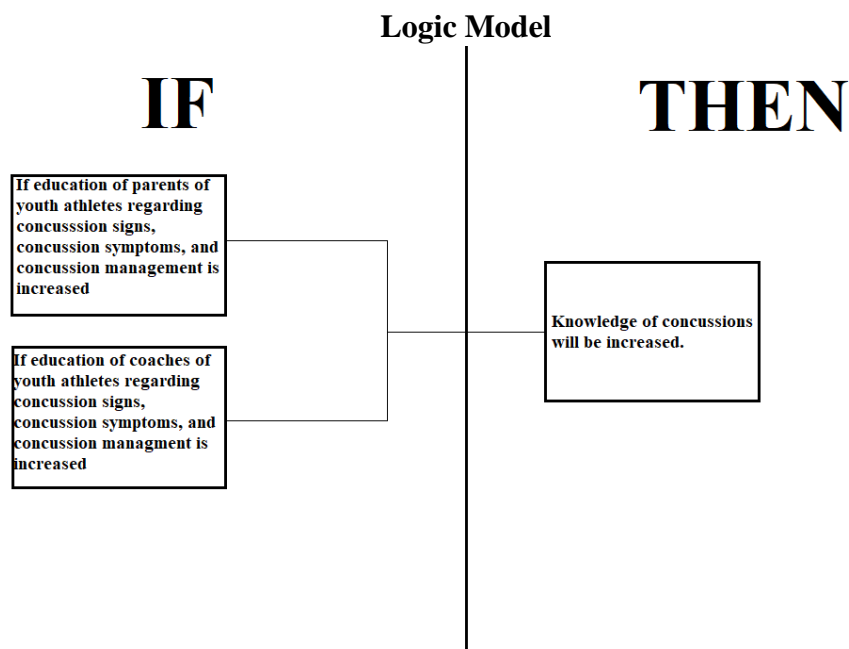 Logic Model
IF
THEN
If education of parents of
youth athletes regarding
concusssion signs,
concussion symptoms, and
concussion management is
increased
If education of coaches of
youth athletes regarding
concussion signs,
concussion symptoms, and
concussion managment is
increased
Knowledge of concussions
will be increased.